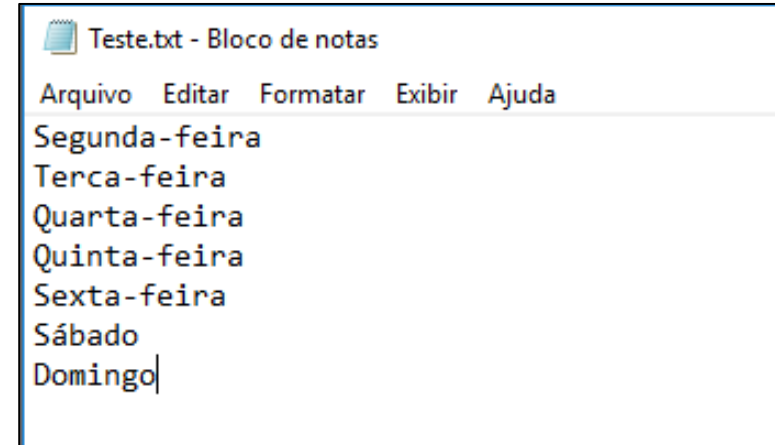 Teste.txt - Bloco de notas
Arquivo Editar Formatar Exibir Ajuda
Segunda-feira
Terca-feira
Quarta-feira
Quinta-feira
Sexta-feira
Sábado
Domingo